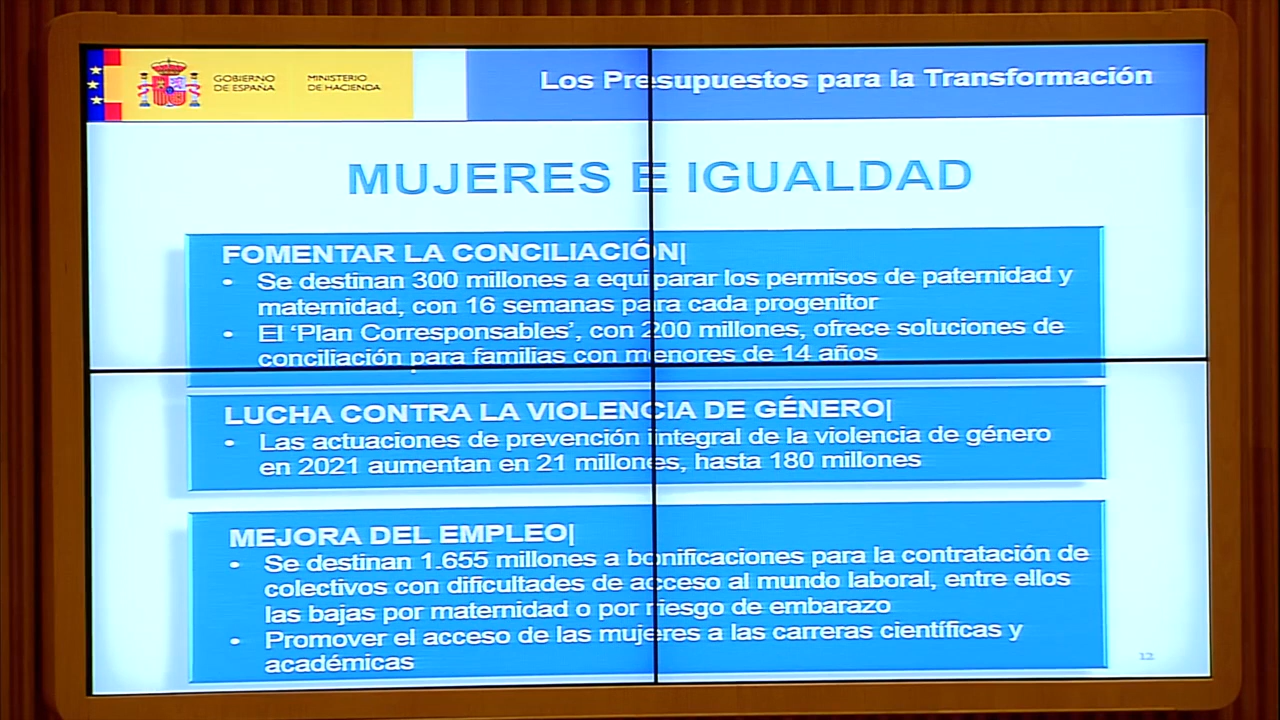 GOBIERNO
DE ESPAÑA
MINISTERIO
DE HACIENDA
Los Presupuestos para la Transformación
MUJERES E IGUALDAD
FOMENTAR LA CONCILIACIÓN|
• Se destinan 300 millones a equiparar los permisos de paternidad y
maternidad, con 16 semanas para cada progenitor
• El ‘Plan Corresponsables’, con 200 millones, ofrece soluciones de
conciliación para familias con menores de 14 años
LUCHA CONTRA LA VIOLENCIA DE GÉNERO|
• Las actuaciones de prevención integral de la violencia de género
en 2021 aumentan en 21 millones, hasta 180 millones
MEJORA DEL EMPLEO|
• Se destinan 1.655 millones a bonificaciones para la contratación de
colectivos con dificultades de acceso al mundo laboral, entre ellos
las bajas por maternidad o por riesgo de embarazo
• Promover el acceso de las mujeres a las carreras científicas y
académicas
12